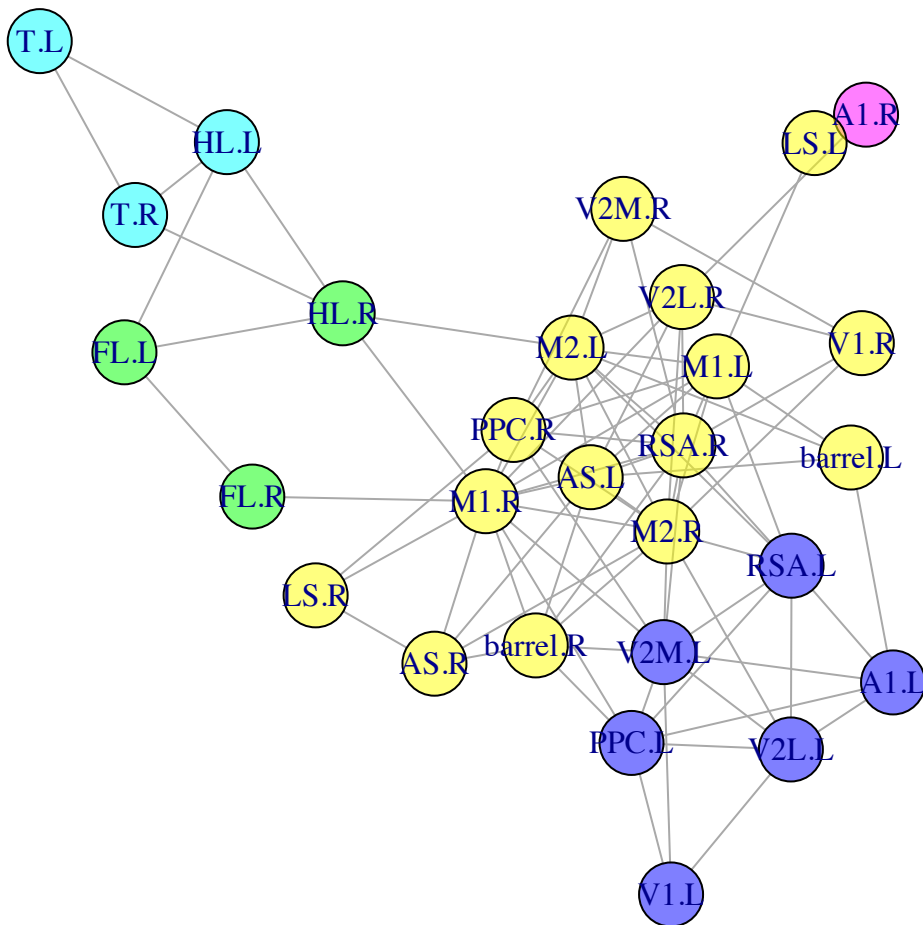 T.L
A1.R
HL.L
LS.L
T.R
V2M.R
V2L.R
HL.R
V1.R
FL.L
M2.L
M1.L
PPC.R
RSA.R
barrel.L
AS.L
FL.R
M1.R
M2.R
RSA.L
LS.R
barrel.R
V2M.L
AS.R
A1.L
PPC.L
V2L.L
V1.L